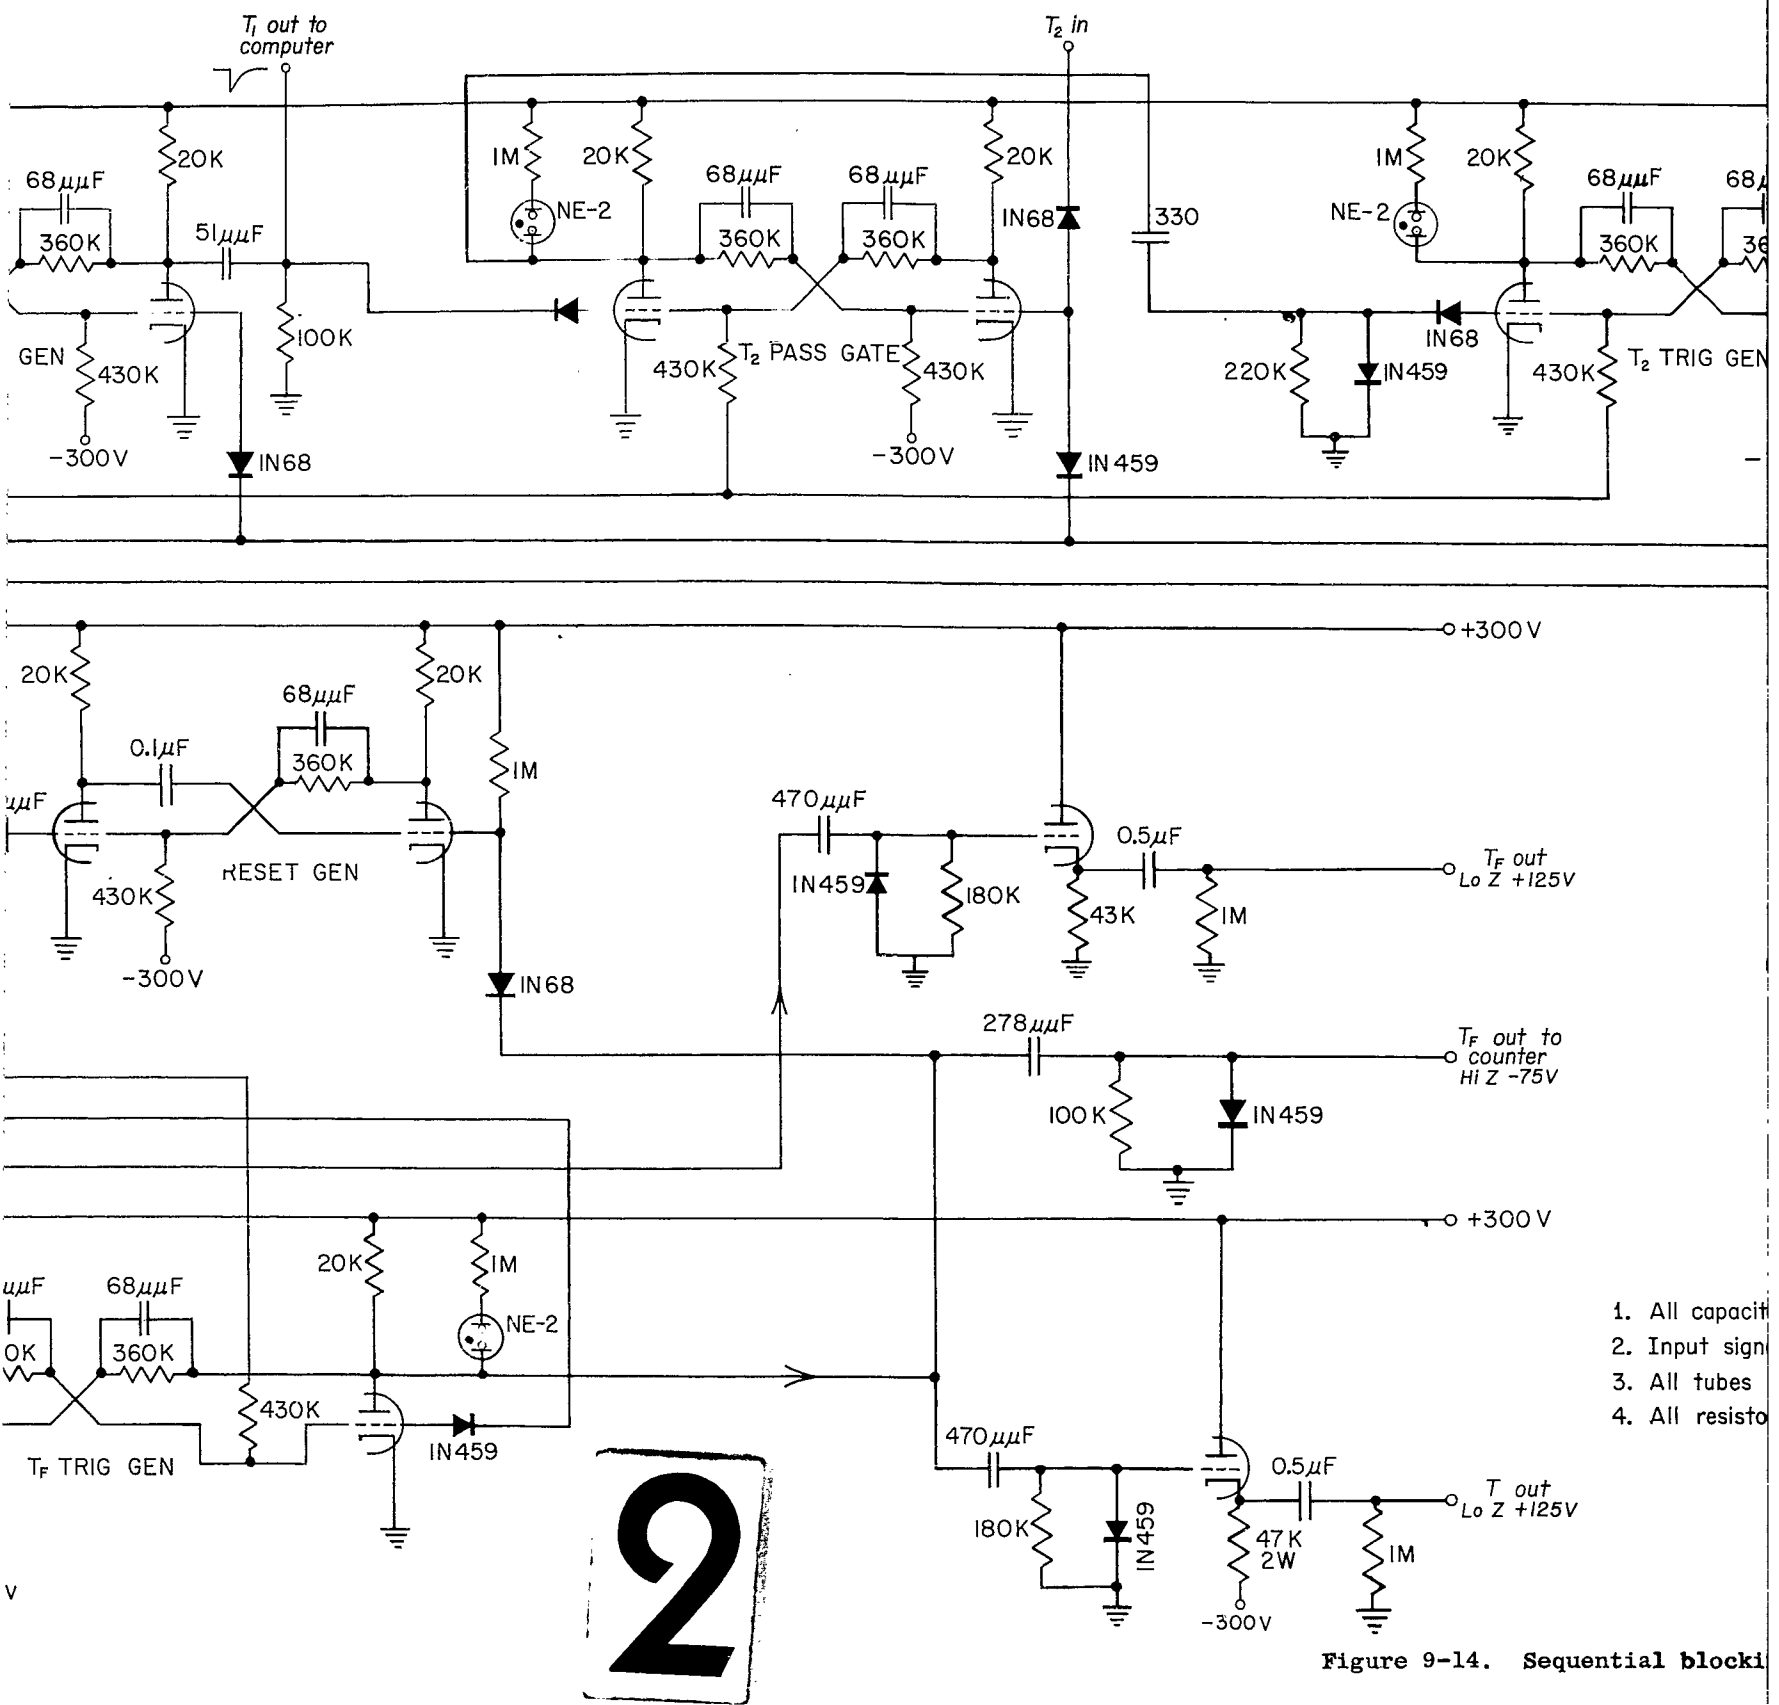 T₁ out to
computer
T₂ in
20K
1M
20K
20K
1M
20K
68μμF
51μμF
NE-2
68μμF
68μμF
IN68
330
NE-2
68μμF
360K
360K
360K
360K
GEN
430K
100K
430K
T₂ PASS GATE
430K
220K
IN459
IN68
430K
T₂ TRIG GEN
-300V
IN68
-300V
IN459
+300V
20K
20K
68μμF
0.1μF
360K
1M
μμF
470μμF
0.5μF
RESET GEN
430K
IN459
180K
43K
1M
T_F out
Lo Z +125V
-300V
IN68
278μμF
T_F out to
counter
Hi Z -75V
100K
IN459
+300V
20K
1M
μμF
68μμF
NE-2
0K
360K
430K
IN459
T_F TRIG GEN
470μμF
0.5μF
T out
Lo Z +125V
180K
IN459
47K
2W
1M
-300V
V
1. All capacit
2. Input sign
3. All tubes
4. All resisto
2
Figure 9-14. Sequential blocki